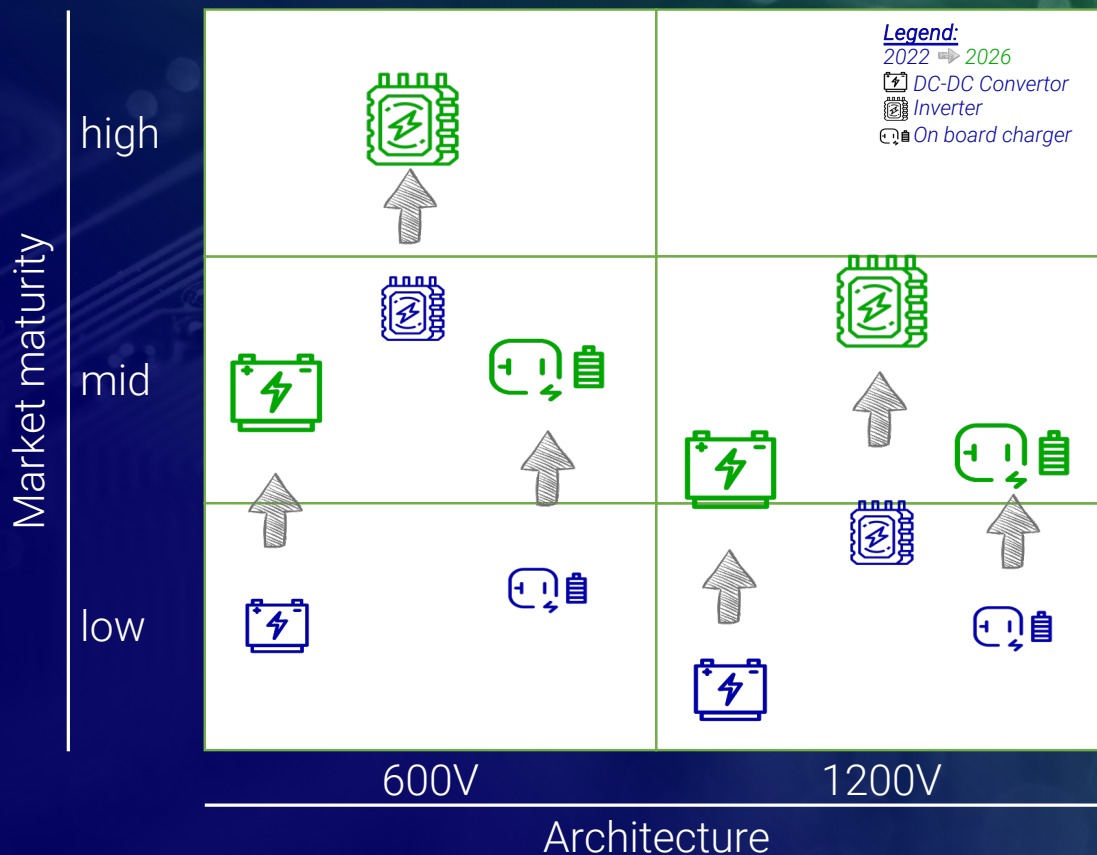 Legend:
2022 2026
DC-DC Convertor
Inverter
On board charger
Market maturity
high
mid
low
600V
1200V
Architecture